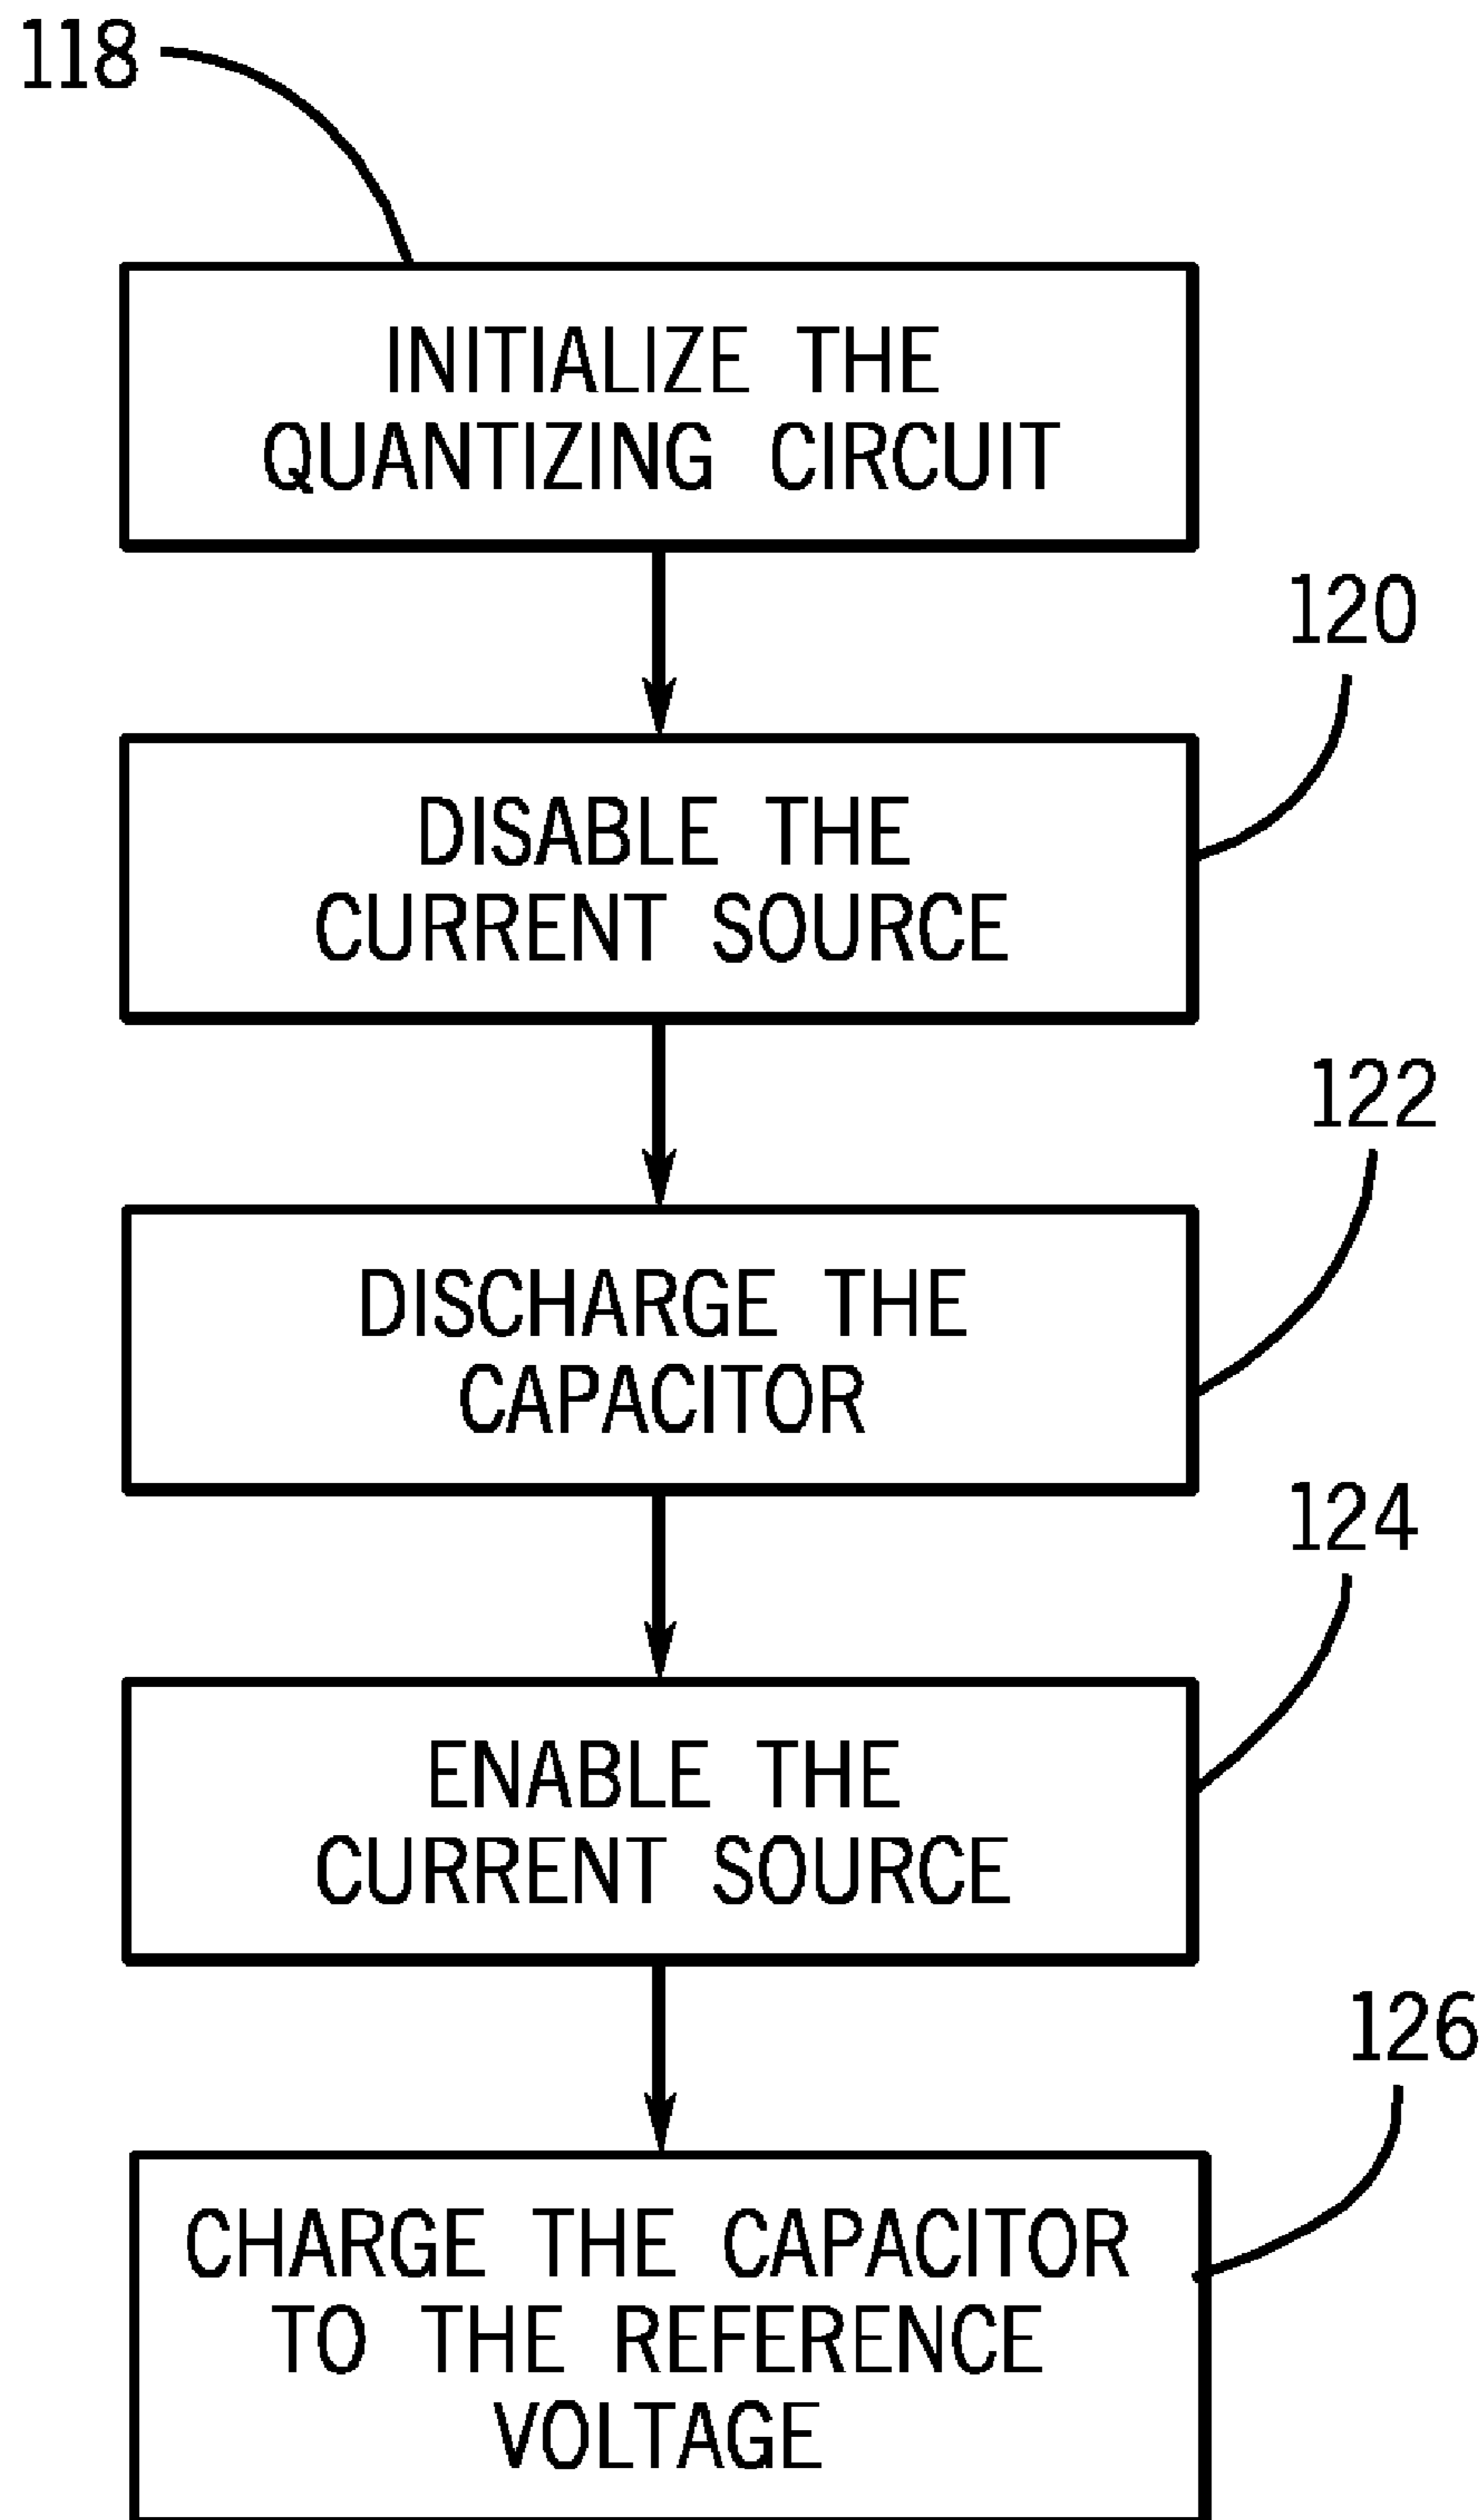 118
INITIALIZE THE
QUANTIZING CIRCUIT
120
DISABLE THE
CURRENT SOURCE
122
DISCHARGE THE
CAPACITOR
124
ENABLE THE
CURRENT SOURCE
126
CHARGE THE CAPACITOR
TO THE REFERENCE
VOLTAGE